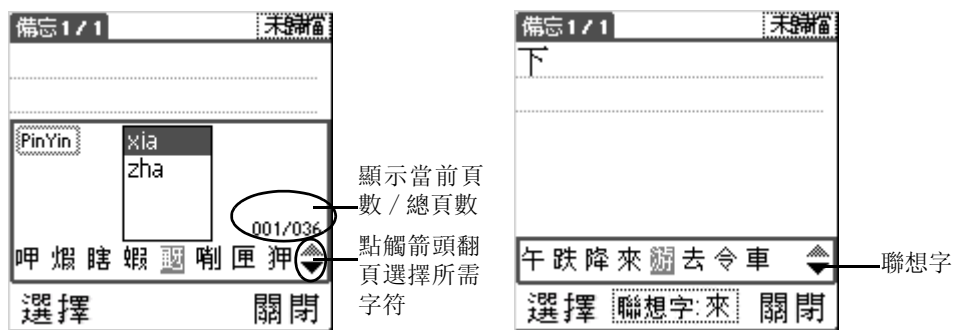 備忘1/1 未歸檔
PinYin
xia
zha
001/036
呷 煆 瞎 蝦 匣 狎
選擇 關閉
顯示當前頁
數/總頁數
點觸箭頭翻
頁選擇所需
字符
備忘1/1 未歸檔
下
午 跌 降 來 游 去 令 車
選擇 聯想字:來 關閉
聯想字